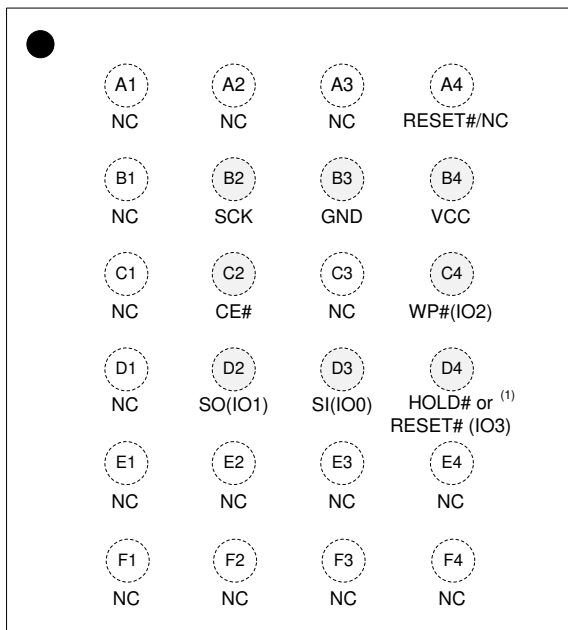 A1 A2 A3 A4
NC NC NC RESET#/NC
B1 B2 B3 B4
NC SCK GND VCC
C1 C2 C3 C4
NC CE# NC WP#(IO2)
D1 D2 D3 D4
NC SO(IO1) SI(IO0) HOLD# or (1)
RESET# (IO3)
E1 E2 E3 E4
NC NC NC NC
F1 F2 F3 F4
NC NC NC NC